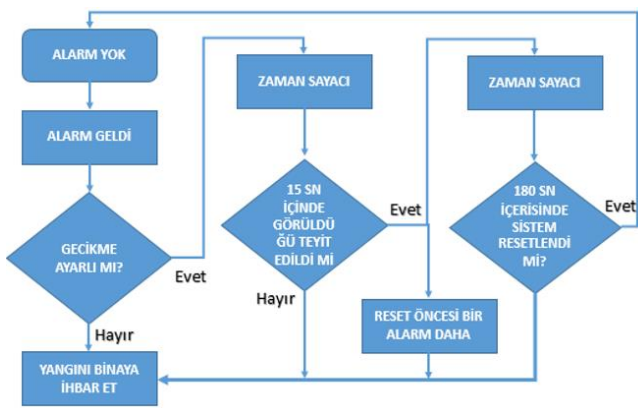 ALARM YOK
ALARM GELDİ
GECİKME
AYARLI MI?
Evet
Hayır
YANGINI BİNAYA
İHBAR ET
ZAMAN SAYACI
15 SN
İÇİNDE
GÖRÜLDÜ
ĞÜ TEYİT
EDİLDİ Mİ
Evet
Hayır
RESET ÖNCESİ BİR
ALARM DAHA
ZAMAN SAYACI
180 SN
İÇERİSİNDE
SİSTEM
RESETLENDİ
Mİ?
Evet